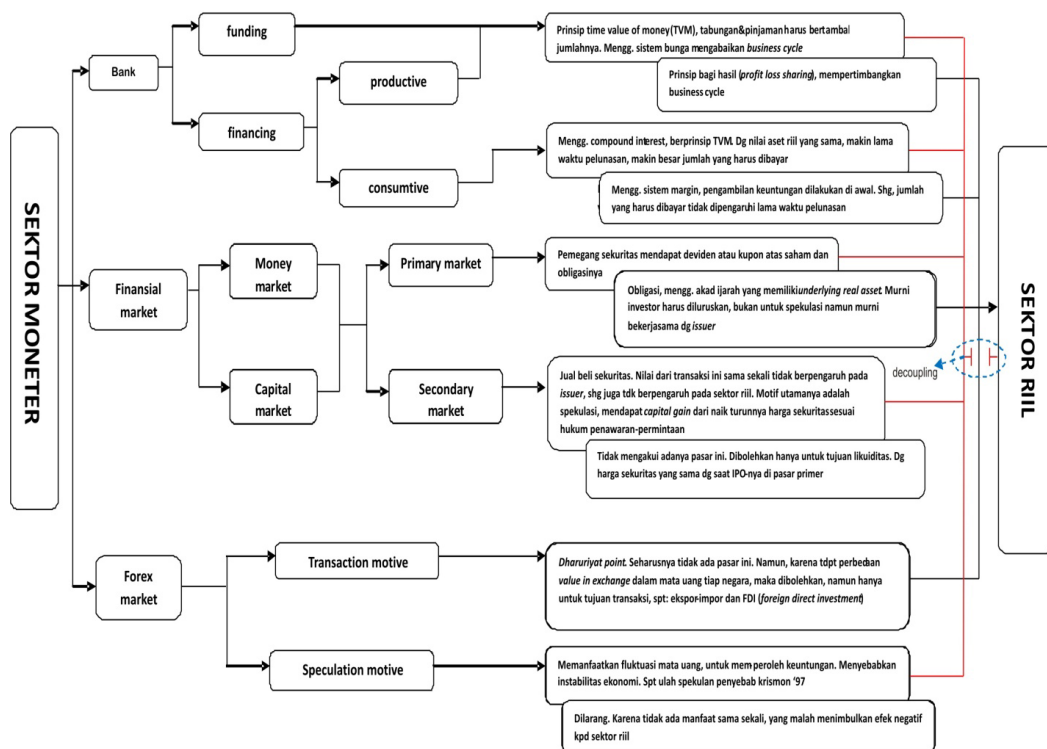 SEKTOR MONETER
Bank
funding
financing
productive
consumtive
Prinsip time value of money (TVM), tabungan&pinjaman harus bertambal
jumlahnya. Mengg. sistem bunga mengabaikan business cycle
Prinsip bagi hasil (profit loss sharing), mempertimbangkan
business cycle
Mengg. compound interest, berprinsip TVM. Dg nilai aset riil yang sama, makin lama
waktu pelunasan, makin besar jumlah yang harus dibayar
Mengg. sistem margin, pengambilan keuntungan dilakukan di awal. Shg, jumlah
yang harus dibayar tidak dipengaruhi lama waktu pelunasan
Finansial
market
Money
market
Capital
market
Primary market
Secondary
market
Pemegang sekuritas mendapat deviden atau kupon atas saham dan
obligasinya
Obligasi, mengg. akad ijarah yang memiliki underlying real asset. Murni
investor harus diluruskan, bukan untuk spekulasi namun murni
bekerjasama dg issuer
Jual beli sekuritas. Nilai dari transaksi ini sama sekali tidak berpengaruh pada
issuer, shg juga tdk berpengaruh pada sektor riil. Motif utamanya adalah
spekulasi, mendapat capital gain dari naik turunnya harga sekuritassesuai
hukum penawaran-permintaan
Tidak mengakui adanya pasar ini. Dibolehkan hanya untuk tujuan likuiditas. Dg
harga sekuritas yang sama dg saat IPO-nya di pasar primer
decoupling
SEKTOR RIIL
Forex
market
Transaction motive
Speculation motive
Dharuriyat point. Seharusnya tidak ada pasar ini. Namun, karena tdpt perbedaan
value in exchange dalam mata uang tiap negara, maka dibolehkan, namun hanya
untuk tujuan transaksi, spt: ekspor-impor dan FDI (foreign direct investment)
Memanfaatkan fluktuasi mata uang, untuk memperoleh keuntungan. Menyebabkan
instabilitas ekonomi. Spt ulah spekulan penyebab krismon '97
Dilarang. Karena tidak ada manfaat sama sekali, yang malah menimbulkan efek negatif
kpd sektor riil